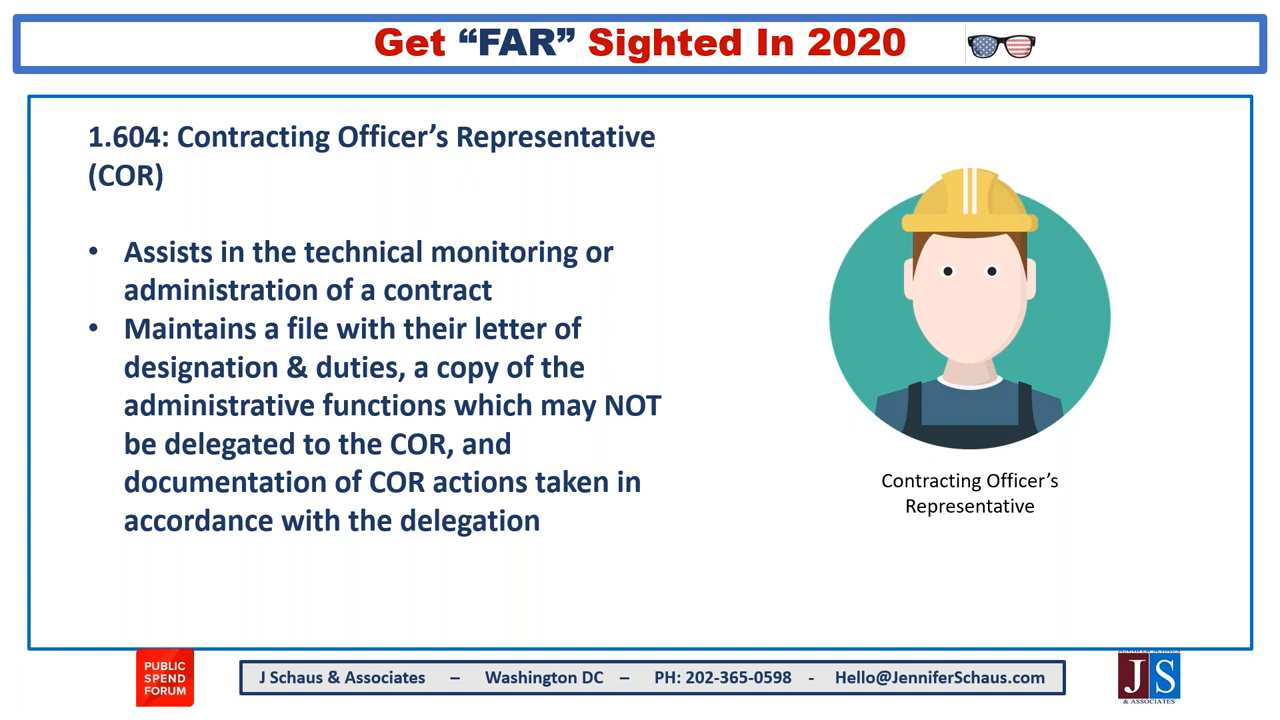 Get “FAR” Sighted In 2020
1.604: Contracting Officer’s Representative
(COR)
• Assists in the technical monitoring or
administration of a contract
• Maintains a file with their letter of
designation & duties, a copy of the
administrative functions which may NOT
be delegated to the COR, and
documentation of COR actions taken in
accordance with the delegation
Contracting Officer’s
Representative
PUBLIC
SPEND
FORUM
J Schaus & Associates – Washington DC – PH: 202-365-0598 - Hello@JenniferSchaus.com
JENNIFER SCHAUS
JS
& ASSOCIATES